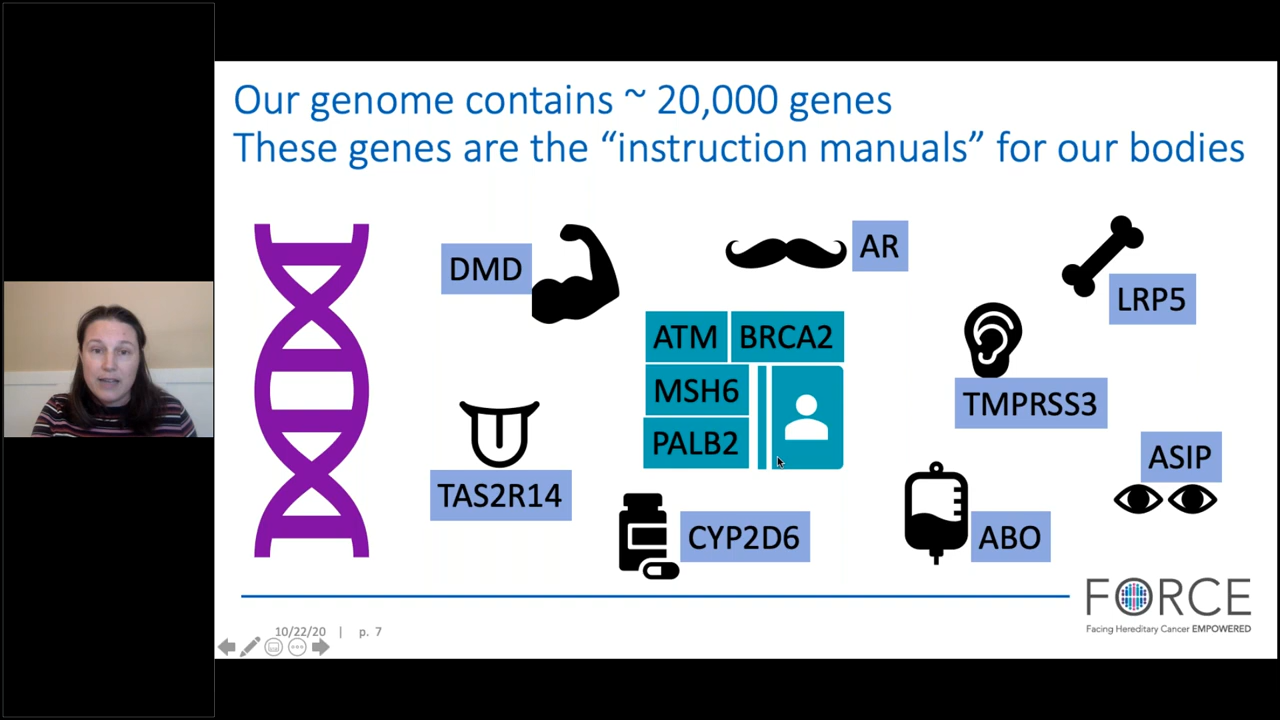 Our genome contains ~ 20,000 genes
These genes are the “instruction manuals” for our bodies
DMD
AR
LRP5
ATM
BRCA2
MSH6
PALB2
TMPRSS3
ASIP
TAS2R14
CYP2D6
ABO
FORCE
Facing Hereditary Cancer EMPOWERED
10/22/20 | p. 7